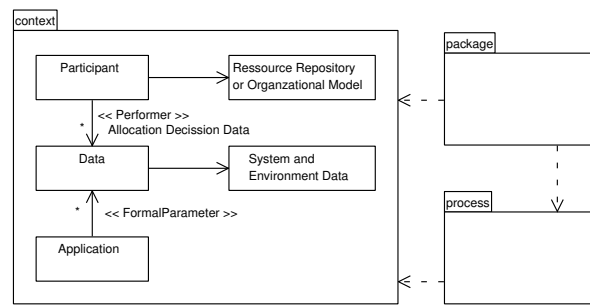 context
Participant
Ressource Repository
or Organzational Model
<< Performer >>
* Allocation Decission Data
Data
System and
Environment Data
* << FormalParameter >>
Application
package
process